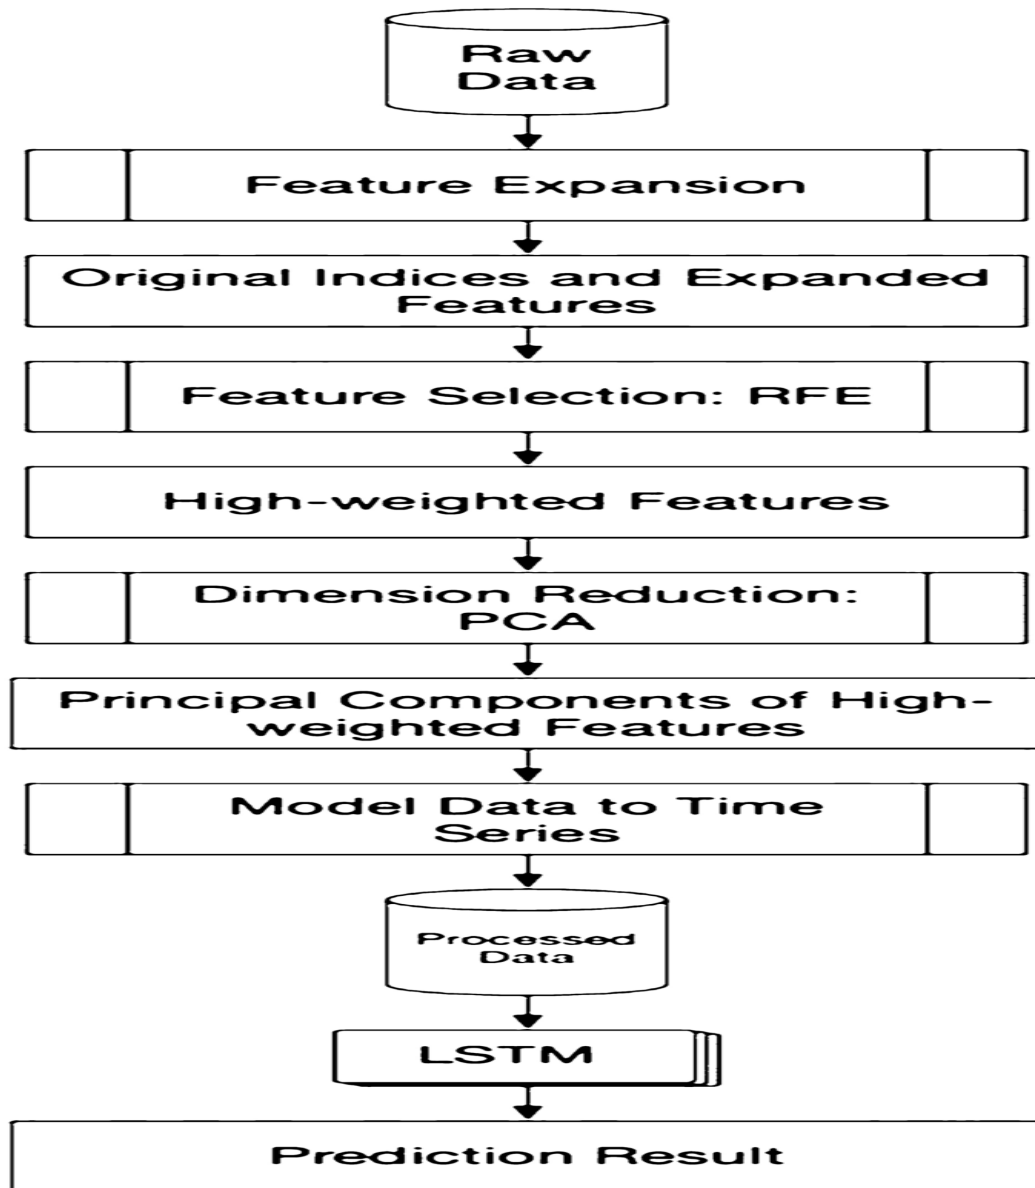 Raw
Data
Feature Expansion
Original Indices and Expanded
Features
Feature Selection: RFE
High-weighted Features
Dimension Reduction:
PCA
Principal Components of High-
weighted Features
Model Data to Time
Series
Processed
Data
LSTM
Prediction Result